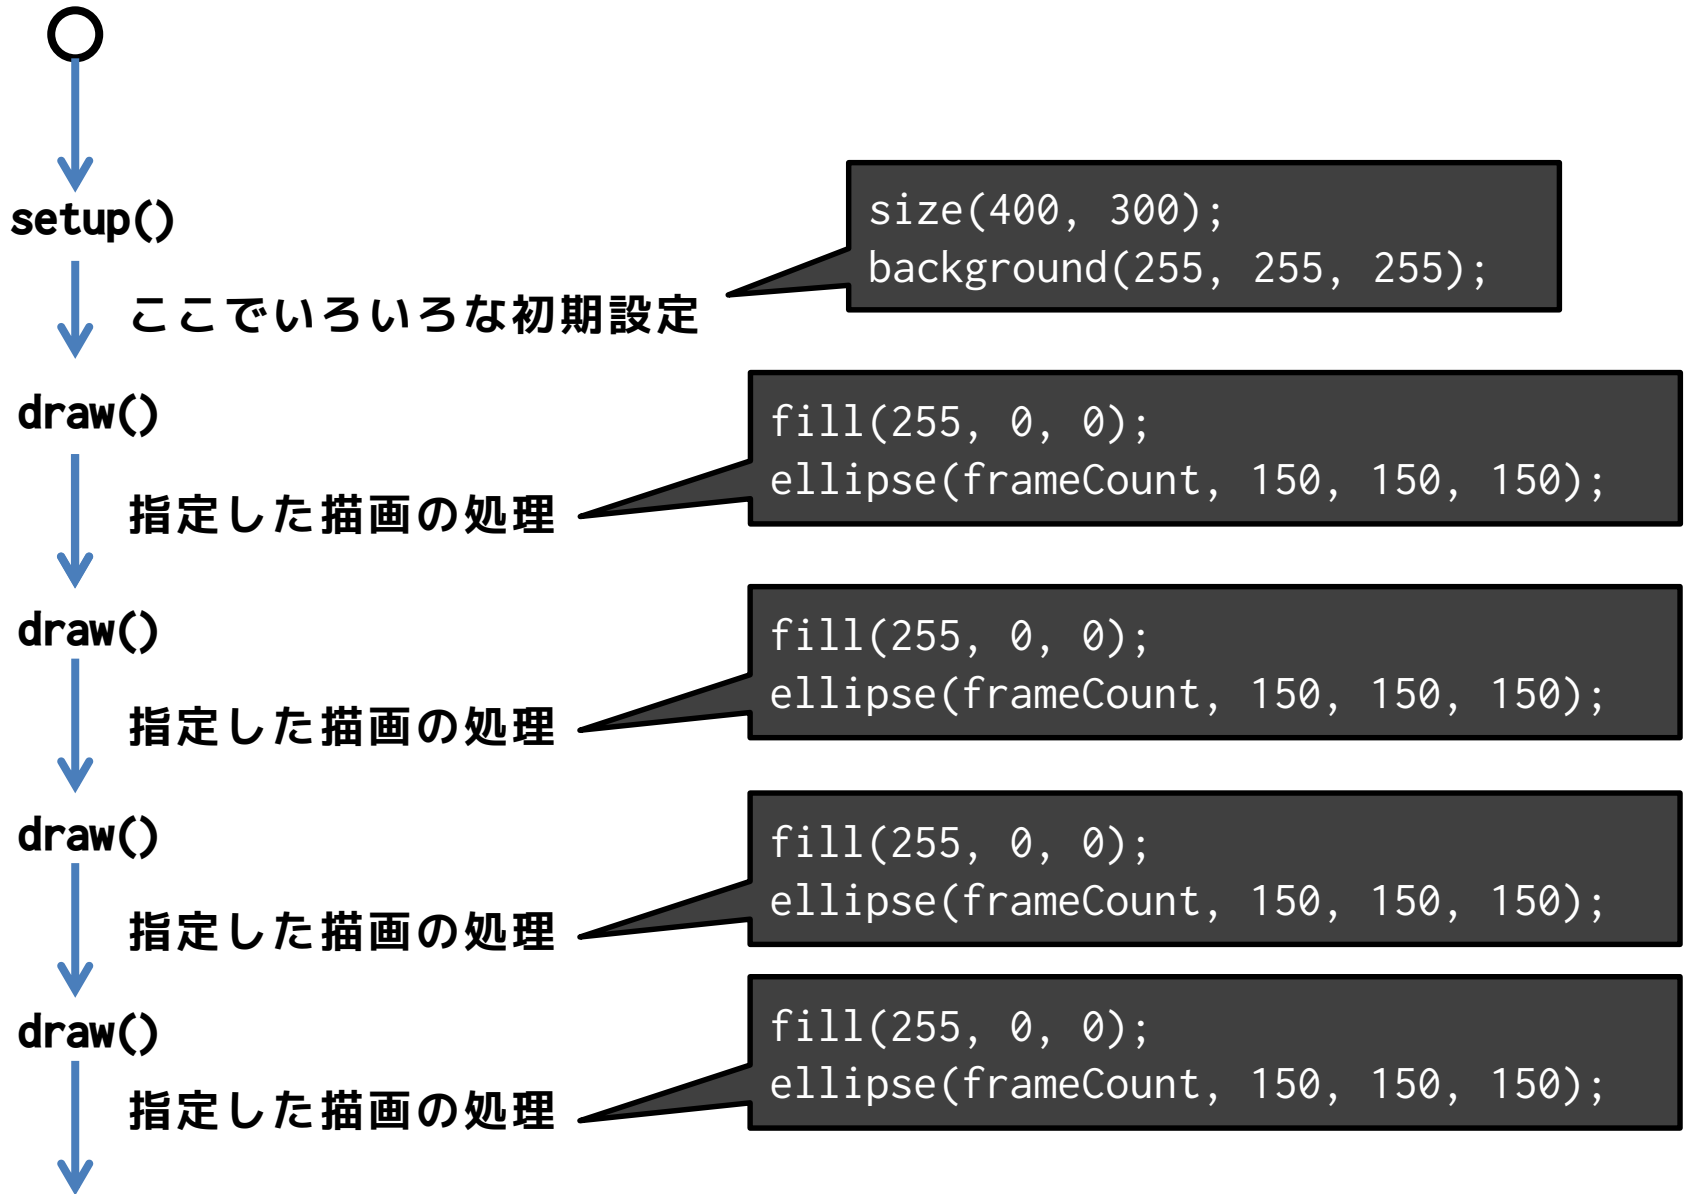 setup()
size(400, 300);
background(255, 255, 255);
ここでいろいろな初期設定
draw()
fill(255, 0, 0);
ellipse(frameCount, 150, 150, 150);
指定した描画の処理
draw()
fill(255, 0, 0);
ellipse(frameCount, 150, 150, 150);
指定した描画の処理
draw()
fill(255, 0, 0);
ellipse(frameCount, 150, 150, 150);
指定した描画の処理
draw()
fill(255, 0, 0);
ellipse(frameCount, 150, 150, 150);
指定した描画の処理